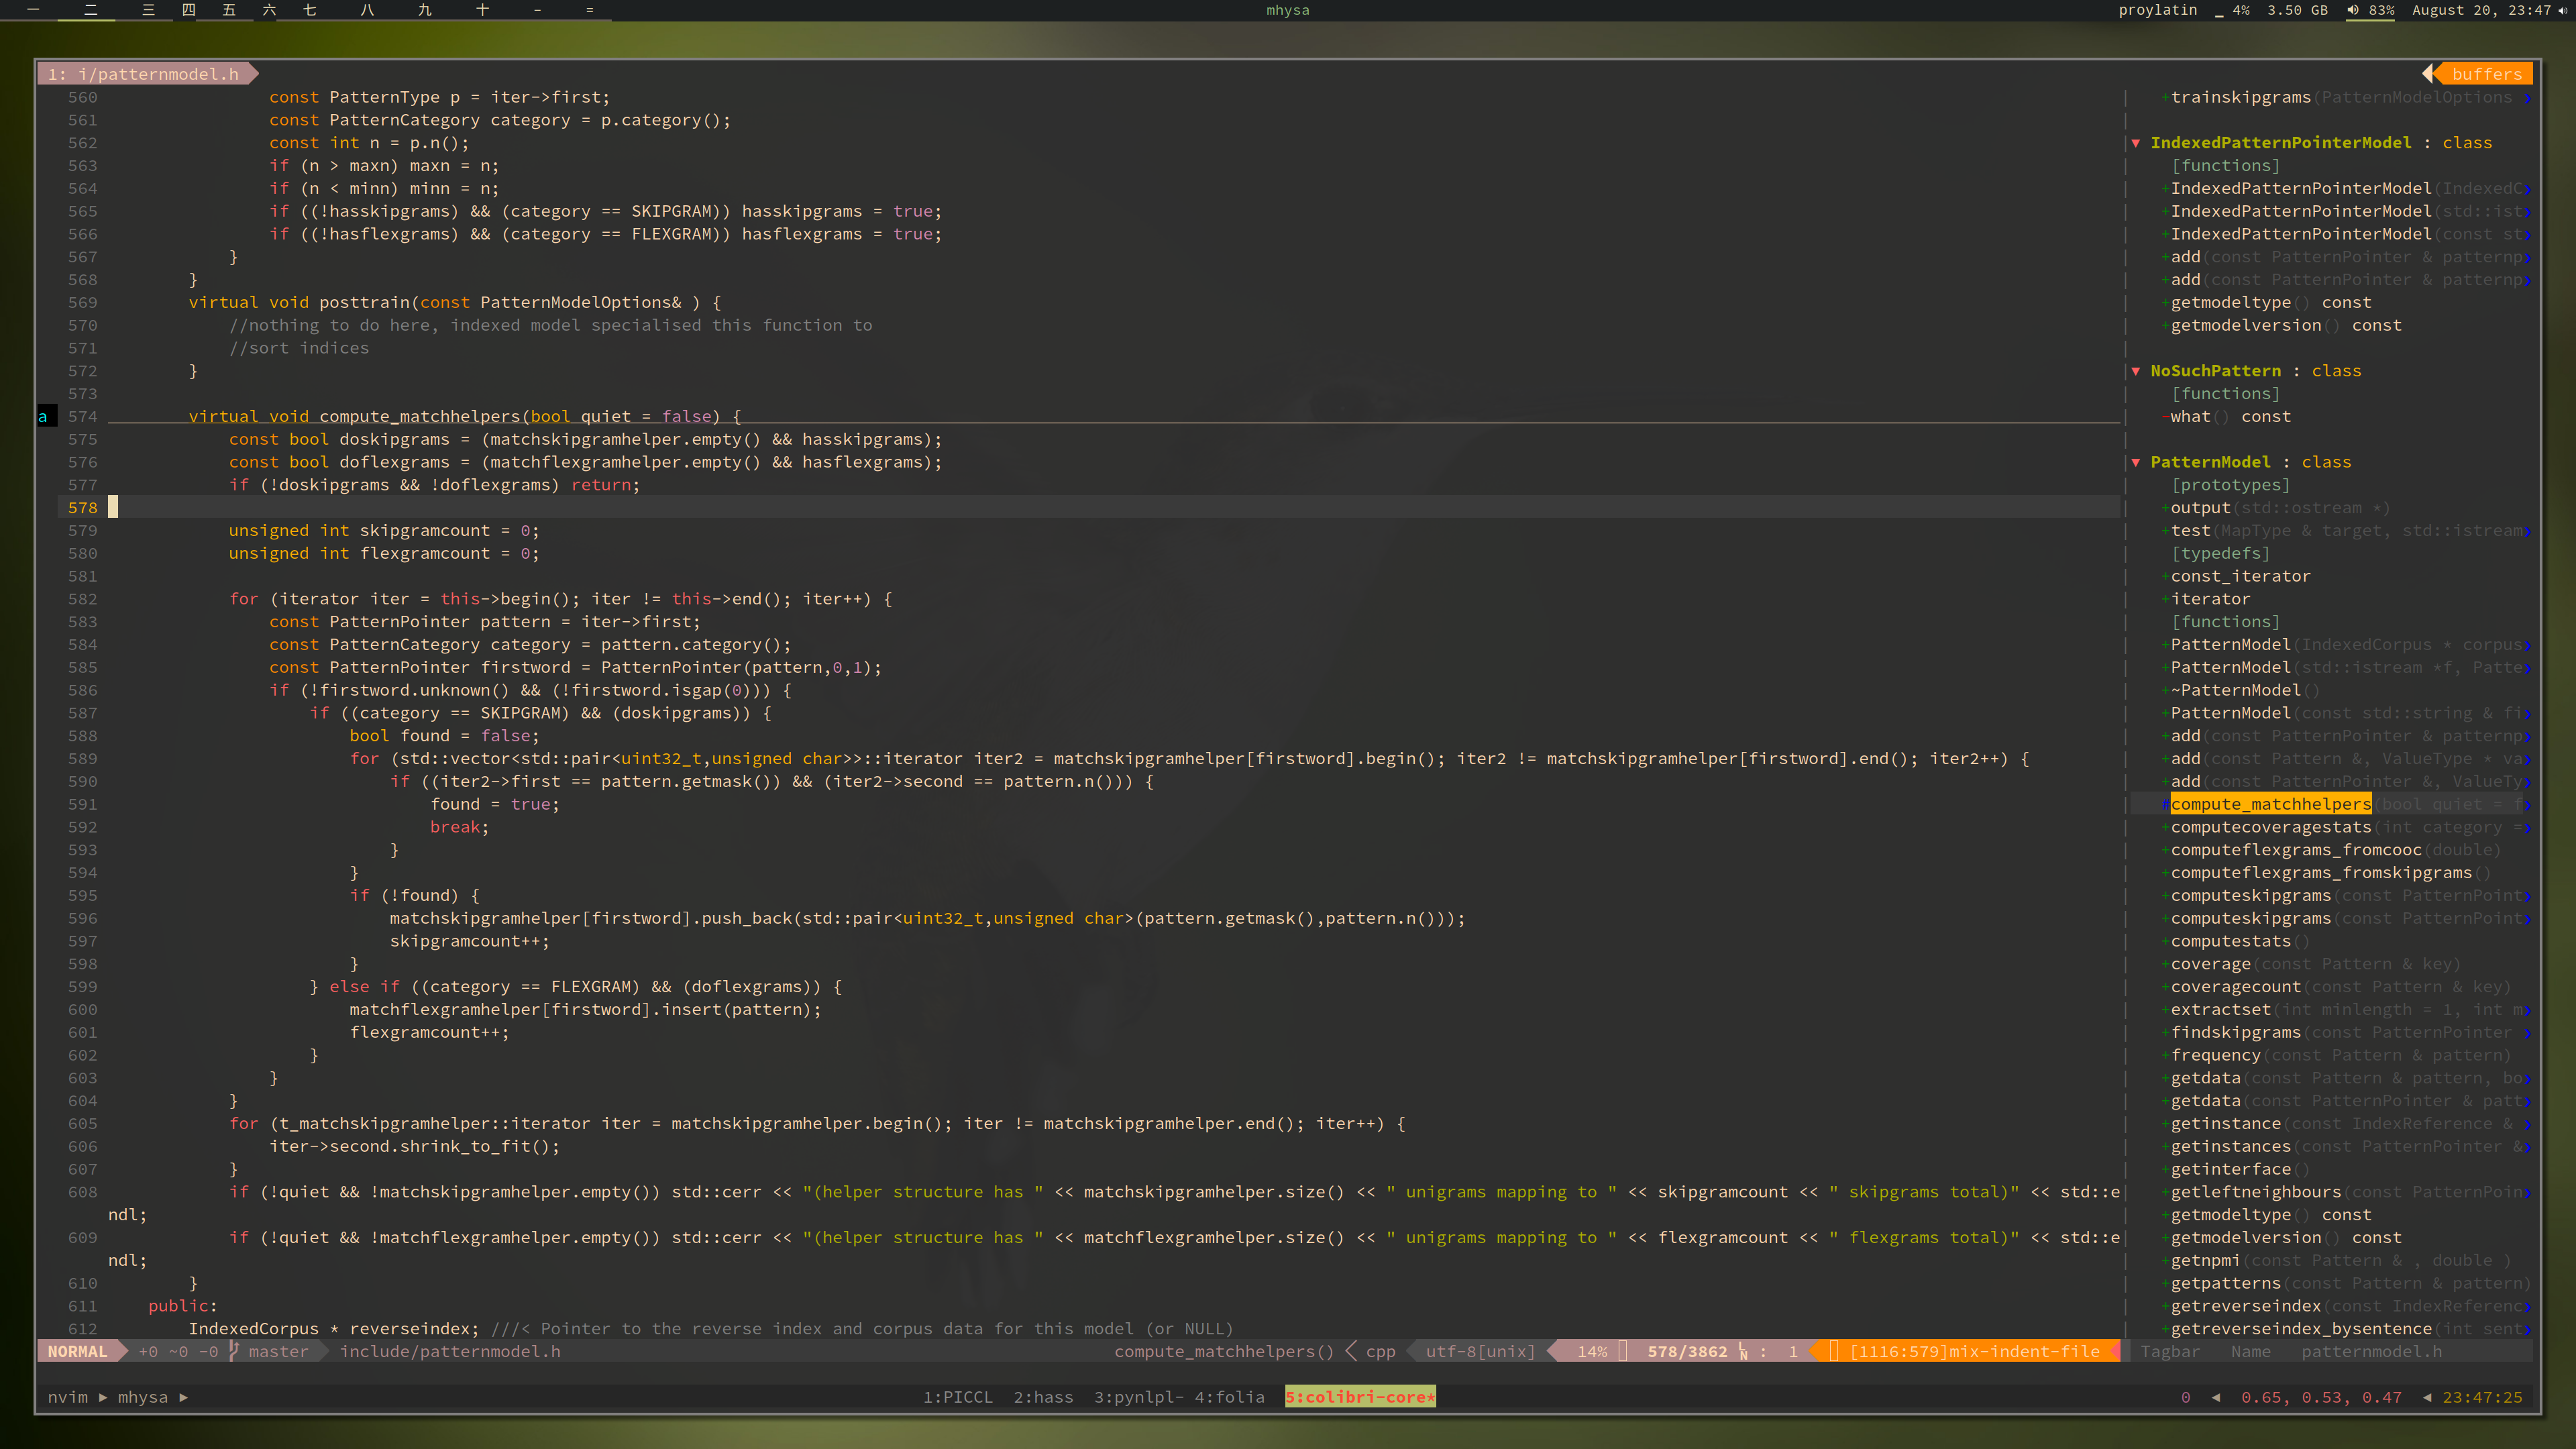 一 二 三 四 五 六 七 八 九 十 - =
mhysa
proylatin _ 4% 3.50 GB 83% August 20, 23:47
1: i/patternmodel.h
buffers
560 const PatternType p = iter->first;
561 const PatternCategory category = p.category();
562 const int n = p.n();
563 if (n > maxn) maxn = n;
564 if (n < minn) minn = n;
565 if ((!hasskipgrams) && (category == SKIPGRAM)) hasskipgrams = true;
566 if ((!hasflexgrams) && (category == FLEXGRAM)) hasflexgrams = true;
567 }
568 }
569 virtual void posttrain(const PatternModelOptions& ) {
570 //nothing to do here, indexed model specialised this function to
571 //sort indices
572 }
573
a 574 virtual void compute_matchhelpers(bool quiet = false) {
575 const bool doskipgrams = (matchskipgramhelper.empty() && hasskipgrams);
576 const bool doflexgrams = (matchflexgramhelper.empty() && hasflexgrams);
577 if (!doskipgrams && !doflexgrams) return;
578
579 unsigned int skipgramcount = 0;
580 unsigned int flexgramcount = 0;
581
582 for (iterator iter = this->begin(); iter != this->end(); iter++) {
583 const PatternPointer pattern = iter->first;
584 const PatternCategory category = pattern.category();
585 const PatternPointer firstword = PatternPointer(pattern,0,1);
586 if (!firstword.unknown() && (!firstword.isgap(0))) {
587 if ((category == SKIPGRAM) && (doskipgrams)) {
588 bool found = false;
589 for (std::vector<std::pair<uint32_t,unsigned char>>::iterator iter2 = matchskipgramhelper[firstword].begin(); iter2 != matchskipgramhelper[firstword].end(); iter2++) {
590 if ((iter2->first == pattern.getmask()) && (iter2->second == pattern.n())) {
591 found = true;
592 break;
593 }
594 }
595 if (!found) {
596 matchskipgramhelper[firstword].push_back(std::pair<uint32_t,unsigned char>(pattern.getmask(),pattern.n()));
597 skipgramcount++;
598 }
599 } else if ((category == FLEXGRAM) && (doflexgrams)) {
600 matchflexgramhelper[firstword].insert(pattern);
601 flexgramcount++;
602 }
603 }
604 }
605 for (t_matchskipgramhelper::iterator iter = matchskipgramhelper.begin(); iter != matchskipgramhelper.end(); iter++) {
606 iter->second.shrink_to_fit();
607 }
608 if (!quiet && !matchskipgramhelper.empty()) std::cerr << "(helper structure has " << matchskipgramhelper.size() << " unigrams mapping to " << skipgramcount << " skipgrams total)" << std::e
ndl;
609 if (!quiet && !matchflexgramhelper.empty()) std::cerr << "(helper structure has " << matchflexgramhelper.size() << " unigrams mapping to " << flexgramcount << " flexgrams total)" << std::e
ndl;
610 }
611 public:
612 IndexedCorpus * reverseindex; ///< Pointer to the reverse index and corpus data for this model (or NULL)
+trainskipgrams(PatternModelOptions
▼ IndexedPatternPointerModel : class
[functions]
+IndexedPatternPointerModel(IndexedC
+IndexedPatternPointerModel(std::ist
+IndexedPatternPointerModel(const st
+add(const PatternPointer & patternp
+add(const PatternPointer & patternp
+getmodeltype() const
+getmodelversion() const
▼ NoSuchPattern : class
[functions]
-what() const
▼ PatternModel : class
[prototypes]
+output(std::ostream *)
+test(MapType & target, std::istream
[typedefs]
+const_iterator
+iterator
[functions]
+PatternModel(IndexedCorpus * corpus
+PatternModel(std::istream *f, Patte
+~PatternModel()
+PatternModel(const std::string & fi
+add(const PatternPointer & patternp
+add(const Pattern &, ValueType * va
+add(const PatternPointer &, ValueTy
#compute_matchhelpers(bool quiet = f
+computecoveragestats(int category =
+computeflexgrams_fromcooc(double)
+computeflexgrams_fromskipgrams()
+computeskipgrams(const PatternPoint
+computeskipgrams(const PatternPoint
+computestats()
+coverage(const Pattern & key)
+coveragecount(const Pattern & key)
+extractset(int minlength = 1, int m
+findskipgrams(const PatternPointer
+frequency(const Pattern & pattern)
+getdata(const Pattern & pattern, bo
+getdata(const PatternPointer & patt
+getinstance(const IndexReference &
+getinstances(const PatternPointer &
+getinterface()
+getleftneighbours(const PatternPoin
+getmodeltype() const
+getmodelversion() const
+getnpmi(const Pattern & , double )
+getpatterns(const Pattern & pattern)
+getreverseindex(const IndexReferenc
+getreverseindex_bysentence(int sent
NORMAL +0 ~0 -0 master include/patternmodel.h compute_matchhelpers() cpp utf-8[unix] 14% 578/3862 : 1 [1116:579]mix-indent-file
Tagbar Name patternmodel.h
nvim ▶ mhysa ▶ 1:PICCL 2:hass 3:pynlpl- 4:folia 5:colibri-core* 0 ◀ 0.65, 0.53, 0.47 ◀ 23:47:25